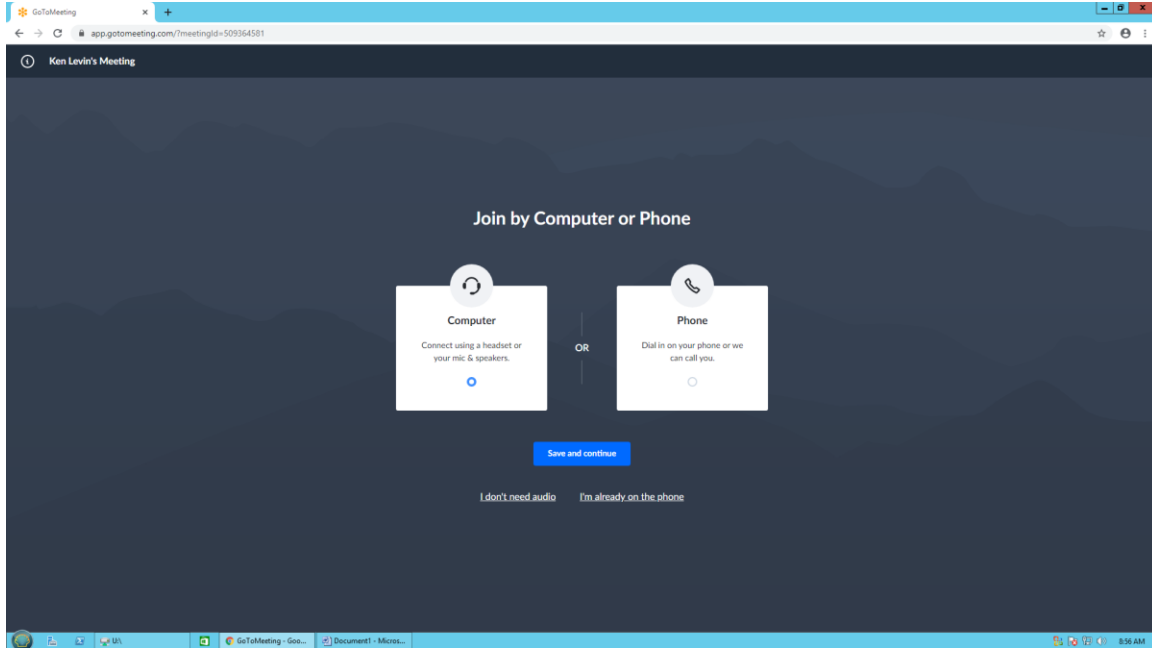 GoToMeeting
app.gotomeeting.com/?meetingId=509364581
Ken Levin's Meeting
Join by Computer or Phone
Computer
Connect using a headset or
your mic & speakers.
OR
Phone
Dial in on your phone or we
can call you.
Save and continue
I don't need audio I'm already on the phone
U:\ GoToMeeting - Goo... Document1 - Micros... 8:56 AM